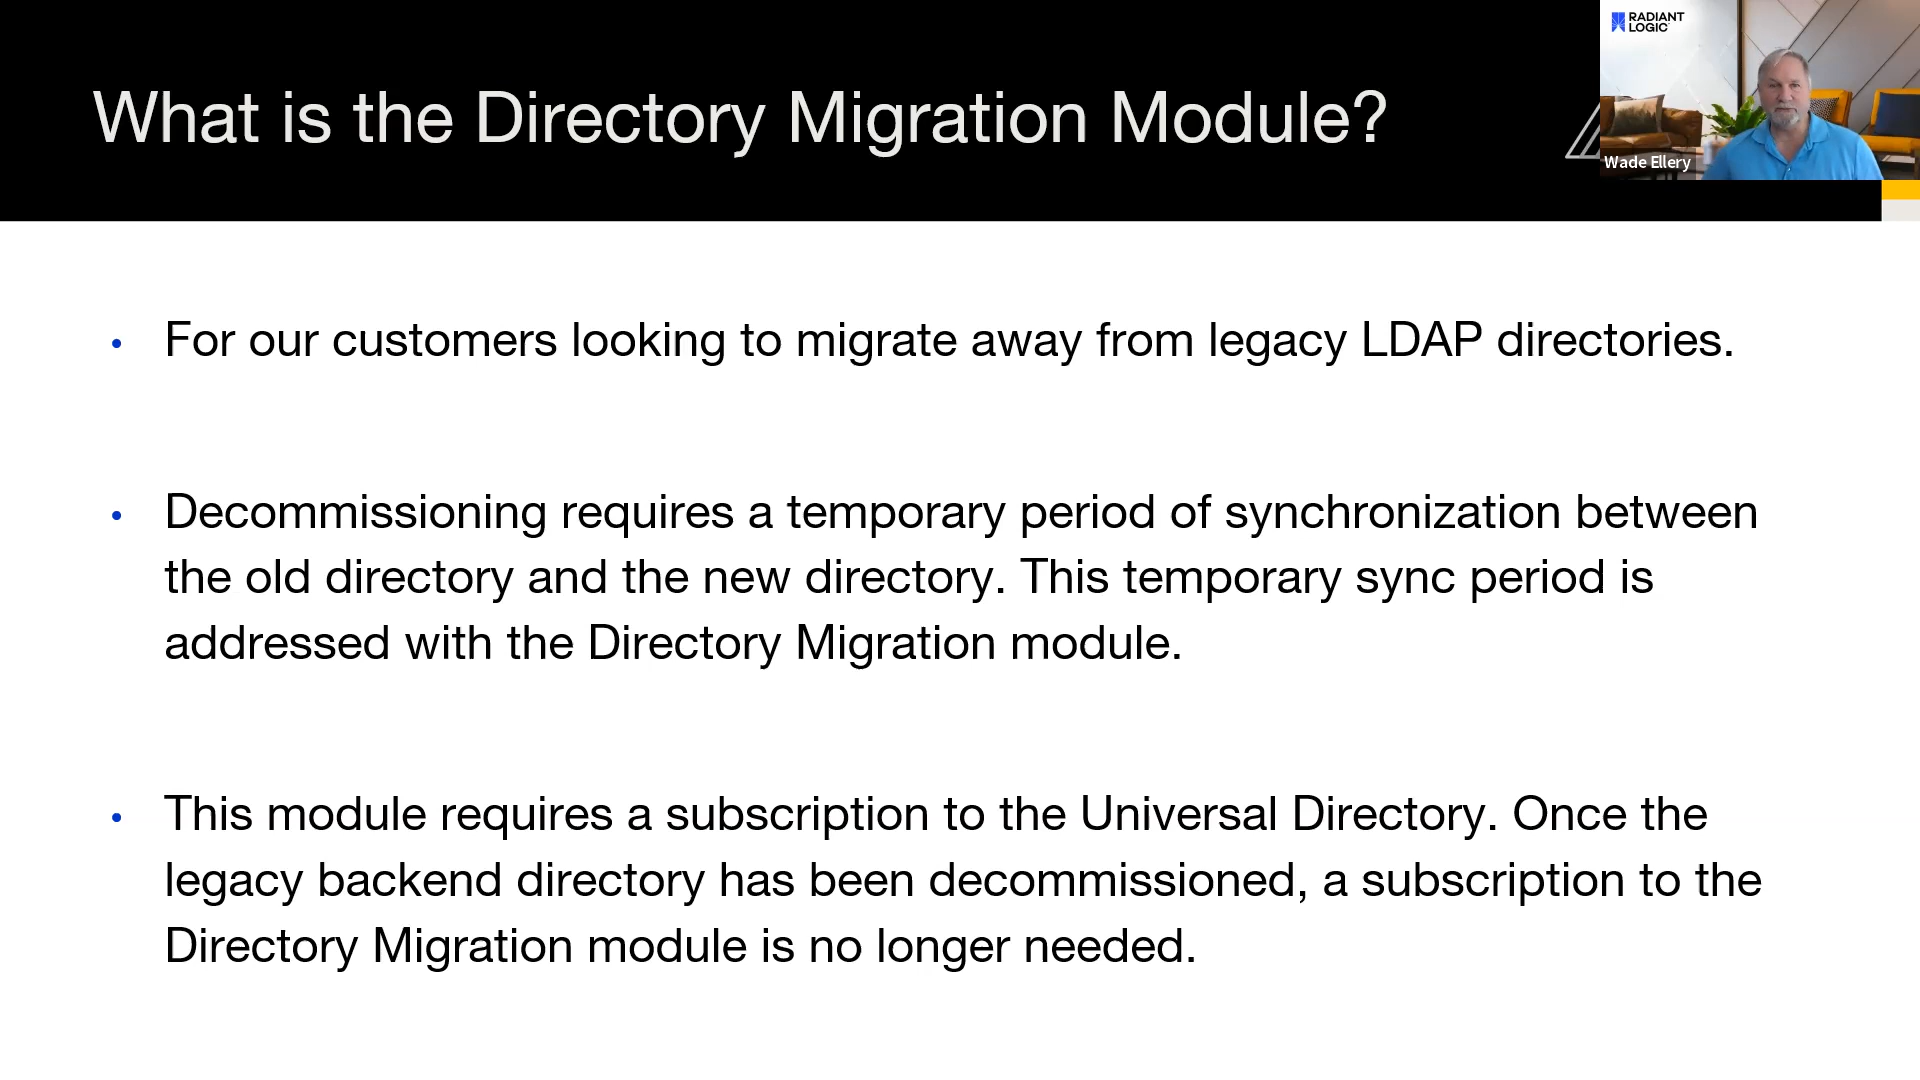 What is the Directory Migration Module?
RADIANT
LOGIC
Wade Ellery
• For our customers looking to migrate away from legacy LDAP directories.
• Decommissioning requires a temporary period of synchronization between
the old directory and the new directory. This temporary sync period is
addressed with the Directory Migration module.
• This module requires a subscription to the Universal Directory. Once the
legacy backend directory has been decommissioned, a subscription to the
Directory Migration module is no longer needed.